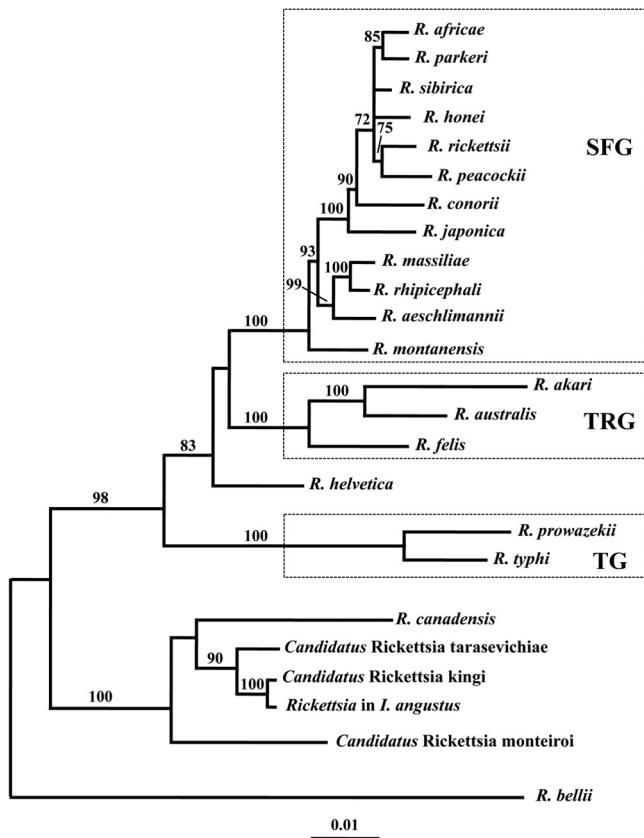 R. africae
85
R. parkeri
R. sibirica
R. honei
72
75
R. rickettsii
SFG
R. peacockii
90
R. conorii
100
R. japonica
93
R. massiliae
100
99
R. rhipicephali
R. aeschlimannii
100
R. montanensis
R. akari
100
R. australis
TRG
100
R. felis
83
R. helvetica
98
R. prowazekii
100
R. typhi
TG
R. canadensis
Candidatus Rickettsia tarasevichiae
90
Candidatus Rickettsia kingi
100
Rickettsia in I. angustus
100
Candidatus Rickettsia monteiroi
R. bellii
0.01